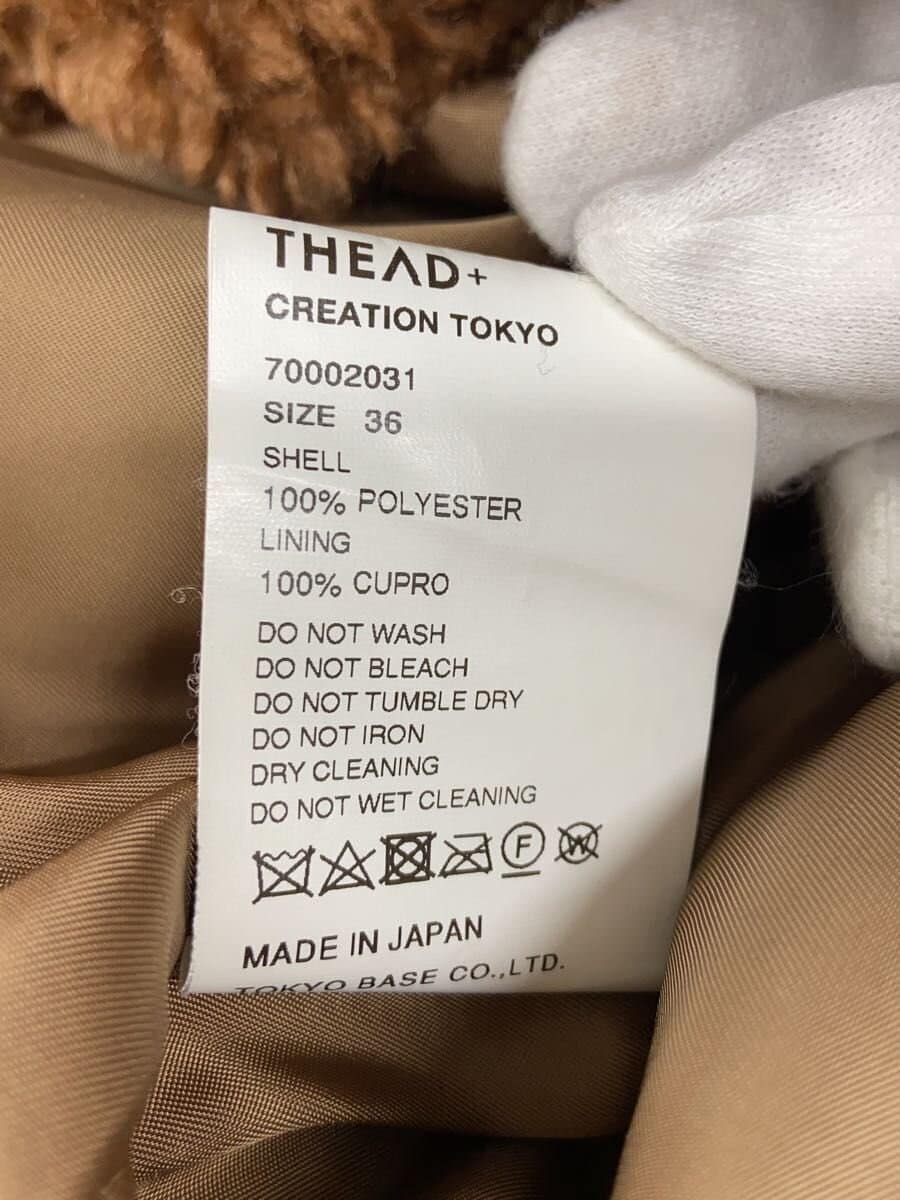 THEAD+
CREATION TOKYO
70002031
SIZE 36
SHELL
100% POLYESTER
LINING
100% CUPRO
DO NOT WASH
DO NOT BLEACH
DO NOT TUMBLE DRY
DO NOT IRON
DRY CLEANING
DO NOT WET CLEANING
F W
MADE IN JAPAN
TOKYO BASE CO.,LTD.